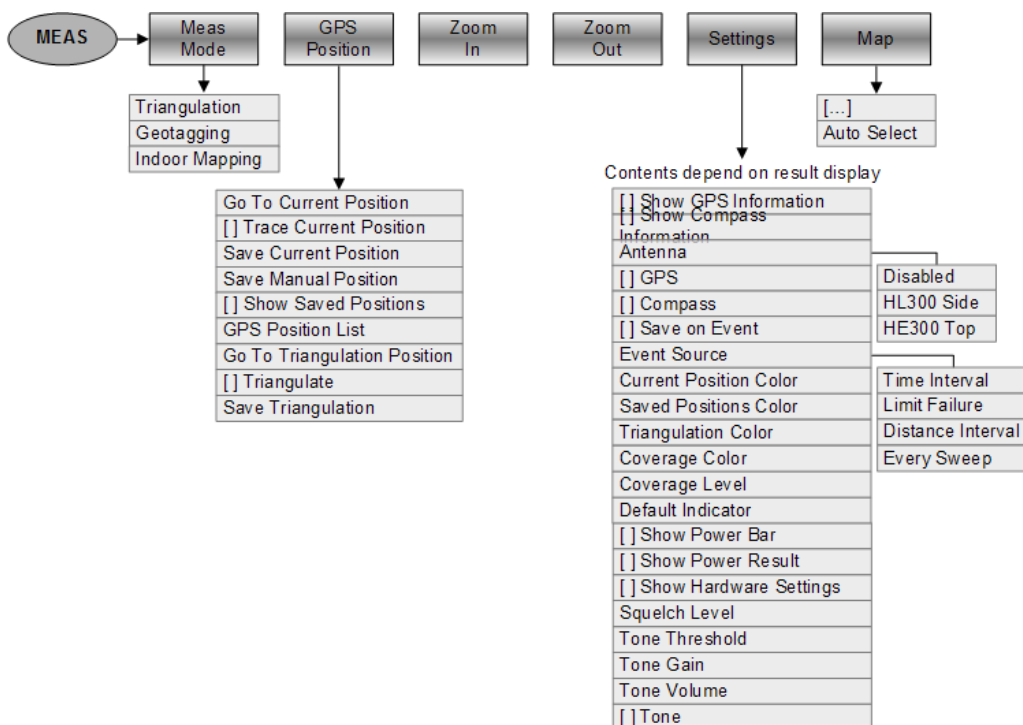 MEAS
Meas
Mode
GPS
Position
Zoom
In
Zoom
Out
Settings
Map
Triangulation
Geotagging
Indoor Mapping
[...]
Auto Select
Go To Current Position
[ ] Trace Current Position
Save Current Position
Save Manual Position
[ ] Show Saved Positions
GPS Position List
Go To Triangulation Position
[ ] Triangulate
Save Triangulation
Contents depend on result display
[ ] Show GPS Information
[ ] Show Compass
Information
Antenna
[ ] GPS
[ ] Compass
[ ] Save on Event
Event Source
Current Position Color
Saved Positions Color
Triangulation Color
Coverage Color
Coverage Level
Default Indicator
[ ] Show Power Bar
[ ] Show Power Result
[ ] Show Hardware Settings
Squelch Level
Tone Threshold
Tone Gain
Tone Volume
[ ] Tone
Disabled
HL300 Side
HE300 Top
Time Interval
Limit Failure
Distance Interval
Every Sweep